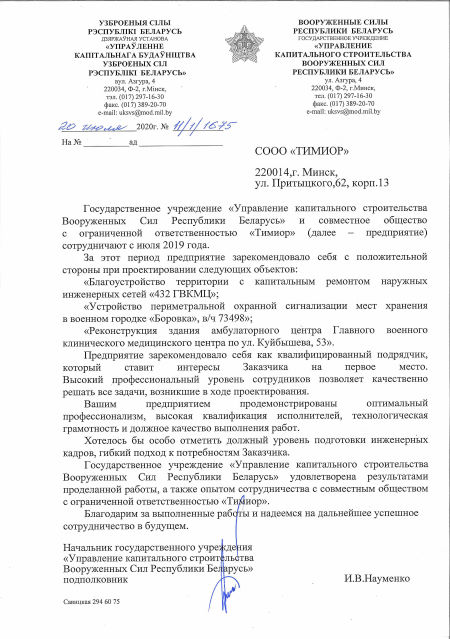 УЗБРОЕНЫЯ СІЛЫ
РЭСПУБЛІКІ БЕЛАРУСЬ
ДЗЯРЖАЎНАЯ УСТАНОВА
«УПРАЎЛЕННЕ
КАПІТАЛЬНАГА БУДАЎНІЦТВА
УЗБРОЕНЫХ СІЛ
РЭСПУБЛІКІ БЕЛАРУСЬ»
вул. Азгура, 4
220034, Ф-2, г.Мінск,
тэл. (017) 297-16-30
факс. (017) 389-20-70
e-mail: uksvs@mod.mil.by
ВООРУЖЕННЫЕ СИЛЫ
РЕСПУБЛИКИ БЕЛАРУСЬ
ГОСУДАРСТВЕННОЕ УЧРЕЖДЕНИЕ
«УПРАВЛЕНИЕ
КАПИТАЛЬНОГО СТРОИТЕЛЬСТВА
ВООРУЖЕННЫХ СИЛ
РЕСПУБЛИКИ БЕЛАРУСЬ»
ул. Азгура, 4
220034, Ф-2, г.Минск,
тел. (017) 297-16-30
факс. (017) 389-20-70
e-mail: uksvs@mod.mil.by
20 июля 2020г. № 11/1/1675
На № ад
СООО «ТИМИОР»
220014,г. Минск,
ул. Притыцкого,62, корп.13
Государственное учреждение «Управление капитального строительства
Вооруженных Сил Республики Беларусь» и совместное общество
с ограниченной ответственностью «Тимиор» (далее – предприятие)
сотрудничают с июля 2019 года.
За этот период предприятие зарекомендовало себя с положительной
стороны при проектировании следующих объектов:
«Благоустройство территории с капитальным ремонтом наружных
инженерных сетей «432 ГВКМЦ»;
«Устройство периметральной охранной сигнализации мест хранения
в военном городке «Боровка», в/ч 73498»;
«Реконструкция здания амбулаторного центра Главного военного
клинического медицинского центра по ул. Куйбышева, 53».
Предприятие зарекомендовало себя как квалифицированный подрядчик,
который ставит интересы Заказчика на первое место.
Высокий профессиональный уровень сотрудников позволяет качественно
решать все задачи, возникшие в ходе проектирования.
Вашим предприятием продемонстрированы оптимальный
профессионализм, высокая квалификация исполнителей, технологическая
грамотность и должное качество выполнения работ.
Хотелось бы особо отметить должный уровень подготовки инженерных
кадров, гибкий подход к потребностям Заказчика.
Государственное учреждение «Управление капитального строительства
Вооруженных Сил Республики Беларусь» удовлетворена результатами
проделанной работы, а также опытом сотрудничества с совместным обществом
с ограниченной ответственностью «Тимиор».
Благодарим за выполненные работы и надеемся на дальнейшее успешное
сотрудничество в будущем.
Начальник государственного учреждения
«Управление капитального строительства
Вооруженных Сил Республики Беларусь»
подполковник И.В.Науменко
Савицкая 294 60 75